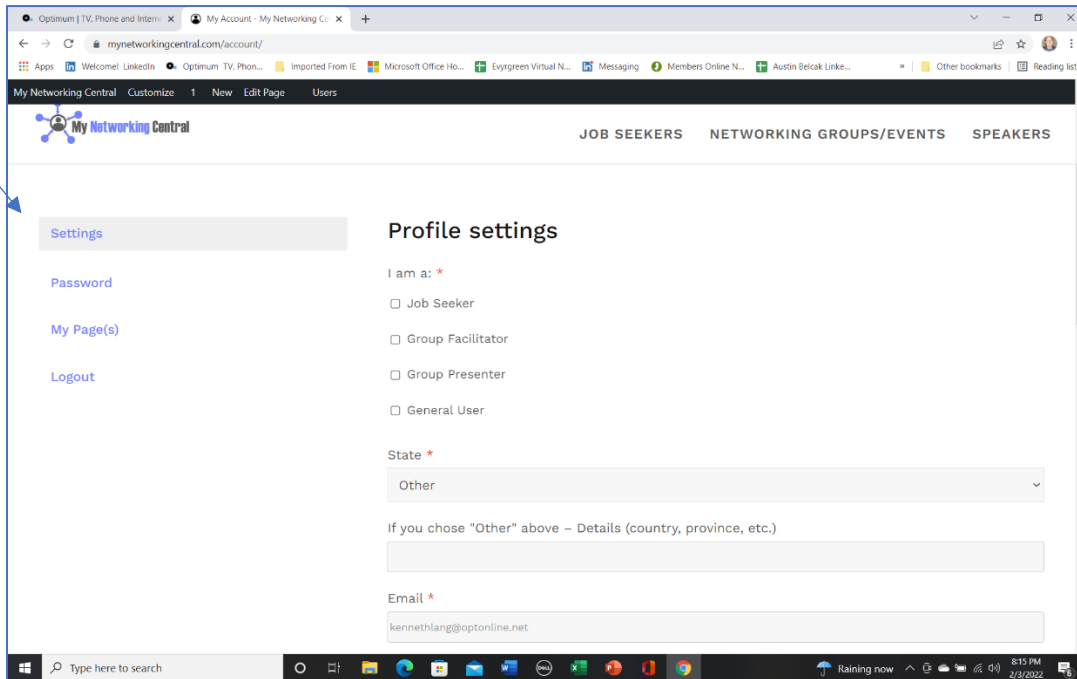 Optimum | TV, Phone and Intern
My Account - My Networking Ce
mynetworkingcentral.com/account/
Apps Welcome! LinkedIn Optimum TV, Phon... Imported From IE Microsoft Office Ho... Evyrgreen Virtual N... Messaging Members Online N... Austin Belcak Linke... » Other bookmarks Reading list
My Networking Central Customize 1 New Edit Page Users
My Networking Central
JOB SEEKERS NETWORKING GROUPS/EVENTS SPEAKERS
Settings
Password
My Page(s)
Logout
Profile settings
I am a: *
Job Seeker
Group Facilitator
Group Presenter
General User
State *
Other
If you chose "Other" above – Details (country, province, etc.)
Email *
kennethlang@optonline.net
Type here to search
DELL
Raining now
8:15 PM
2/3/2022
6